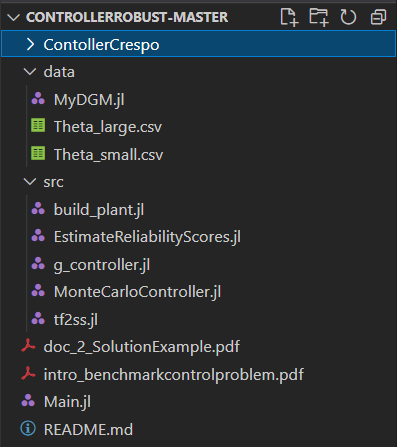 CONTROLLERROBUST-MASTER
ContollerCrespo
data
MyDGM.jl
Theta_large.csv
Theta_small.csv
src
build_plant.jl
EstimateReliabilityScores.jl
g_controller.jl
MonteCarloController.jl
tf2ss.jl
doc_2_SolutionExample.pdf
intro_benchmarkcontrolproblem.pdf
Main.jl
README.md